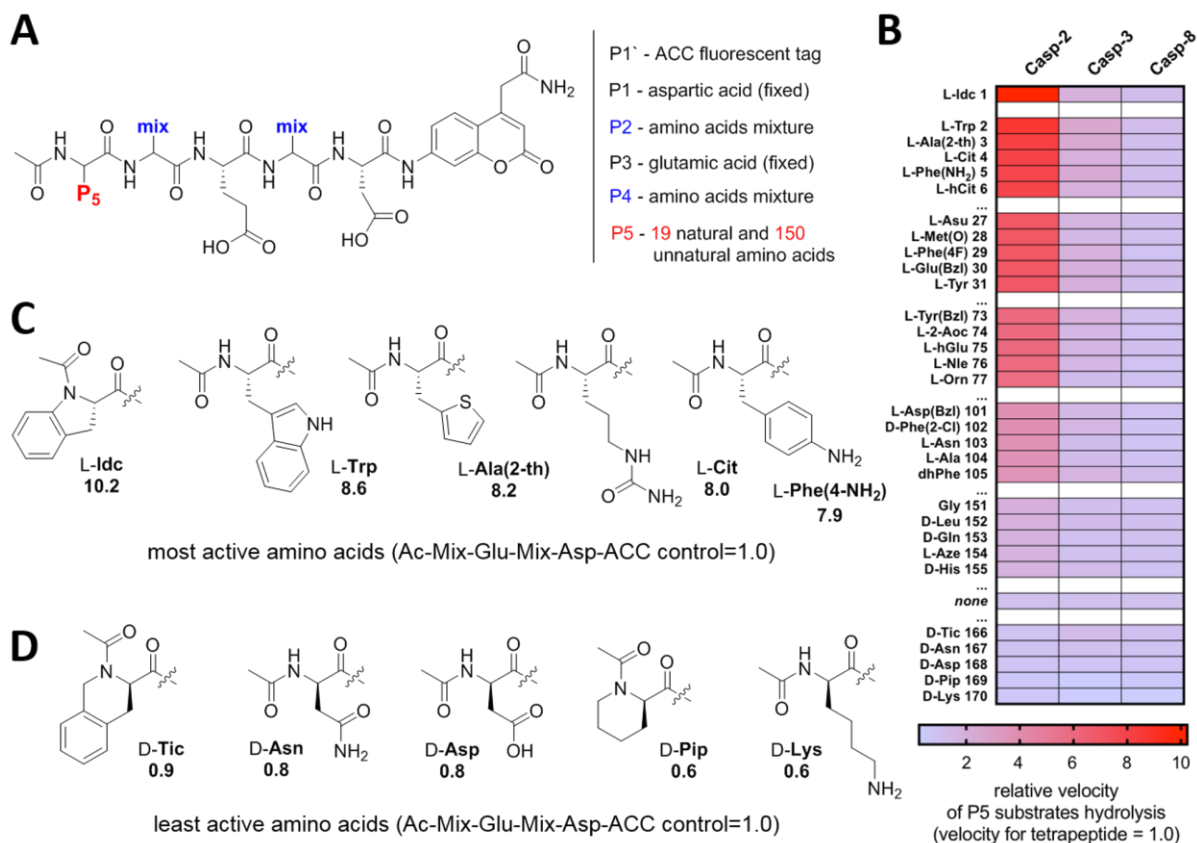 A
mix
mix
P5
H
N
O
O
H
N
O
O
H
N
O
O
N
H
N
H
N
H
O
O
O
NH2
HO
O
HO
O
P1` - ACC fluorescent tag
P1 - aspartic acid (fixed)
P2 - amino acids mixture
P3 - glutamic acid (fixed)
P4 - amino acids mixture
P5 - 19 natural and 150
unnatural amino acids
B
Casp-2
Casp-3
Casp-8
L-Idc 1
L-Trp 2
L-Ala(2-th) 3
L-Cit 4
L-Phe(NH2) 5
L-hCit 6
...
L-Asu 27
L-Met(O) 28
L-Phe(4F) 29
L-Glu(Bzl) 30
L-Tyr 31
...
L-Tyr(Bzl) 73
L-2-Aoc 74
L-hGlu 75
L-Nle 76
L-Orn 77
...
L-Asp(Bzl) 101
D-Phe(2-Cl) 102
L-Asn 103
L-Ala 104
dhPhe 105
...
Gly 151
D-Leu 152
D-Gln 153
L-Aze 154
D-His 155
...
none
...
D-Tic 166
D-Asn 167
D-Asp 168
D-Pip 169
D-Lys 170
2 4 6 8 10
relative velocity
of P5 substrates hydrolysis
(velocity for tetrapeptide = 1.0)
C
O
O
N
L-Idc
10.2
H
N
O
O
NH
L-Trp
8.6
H
N
O
O
S
L-Ala(2-th)
8.2
H
N
O
O
NH
O
NH2
L-Cit
8.0
H
N
O
O
NH2
L-Phe(4-NH2)
7.9
most active amino acids (Ac-Mix-Glu-Mix-Asp-ACC control=1.0)
D
O
O
N
D-Tic
0.9
H
N
O
O
O
NH2
D-Asn
0.8
H
N
O
O
O
OH
D-Asp
0.8
O
O
N
D-Pip
0.6
H
N
O
O
NH2
D-Lys
0.6
least active amino acids (Ac-Mix-Glu-Mix-Asp-ACC control=1.0)